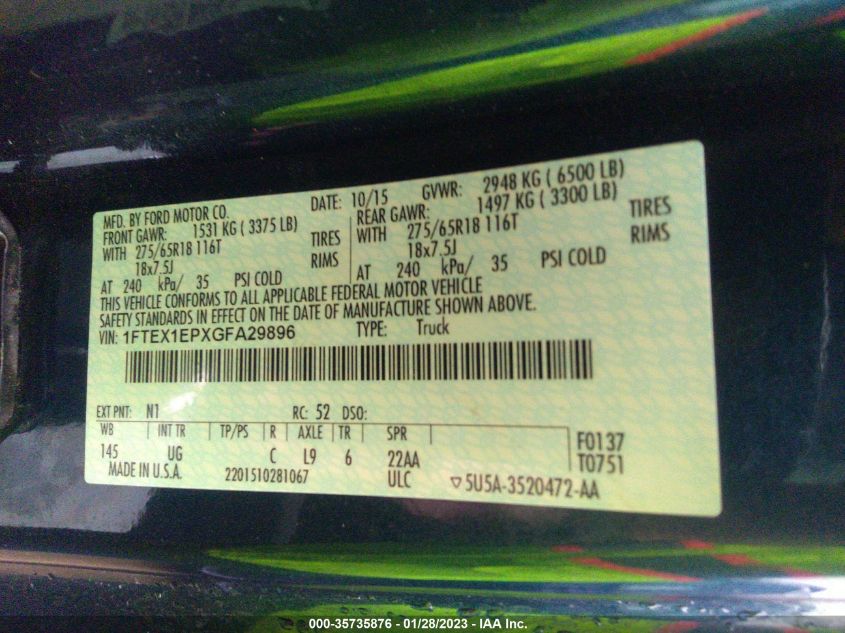 MFD. BY FORD MOTOR CO.
DATE: 10/15 GVWR: 2948 KG ( 6500 LB)
FRONT GAWR: 1531 KG ( 3375 LB)
WITH 275/65R18 116T TIRES
18x7.5J RIMS
AT 240 kPa/ 35 PSI COLD
REAR GAWR: 1497 KG ( 3300 LB)
WITH 275/65R18 116T TIRES
18x7.5J RIMS
AT 240 kPa/ 35 PSI COLD
THIS VEHICLE CONFORMS TO ALL APPLICABLE FEDERAL MOTOR VEHICLE
SAFETY STANDARDS IN EFFECT ON THE DATE OF MANUFACTURE SHOWN ABOVE.
VIN: 1FTEX1EPXGFA29896 TYPE: Truck
EXT PNT: N1 RC: 52 DSO:
WB INT TR TP/PS R AXLE TR SPR F0137
145 UG C L9 6 22AA T0751
MADE IN U.S.A. 2201510281067 ULC ▽5U5A-3520472-AA
000-35735876 / 01/28/2023 - IAA Inc.